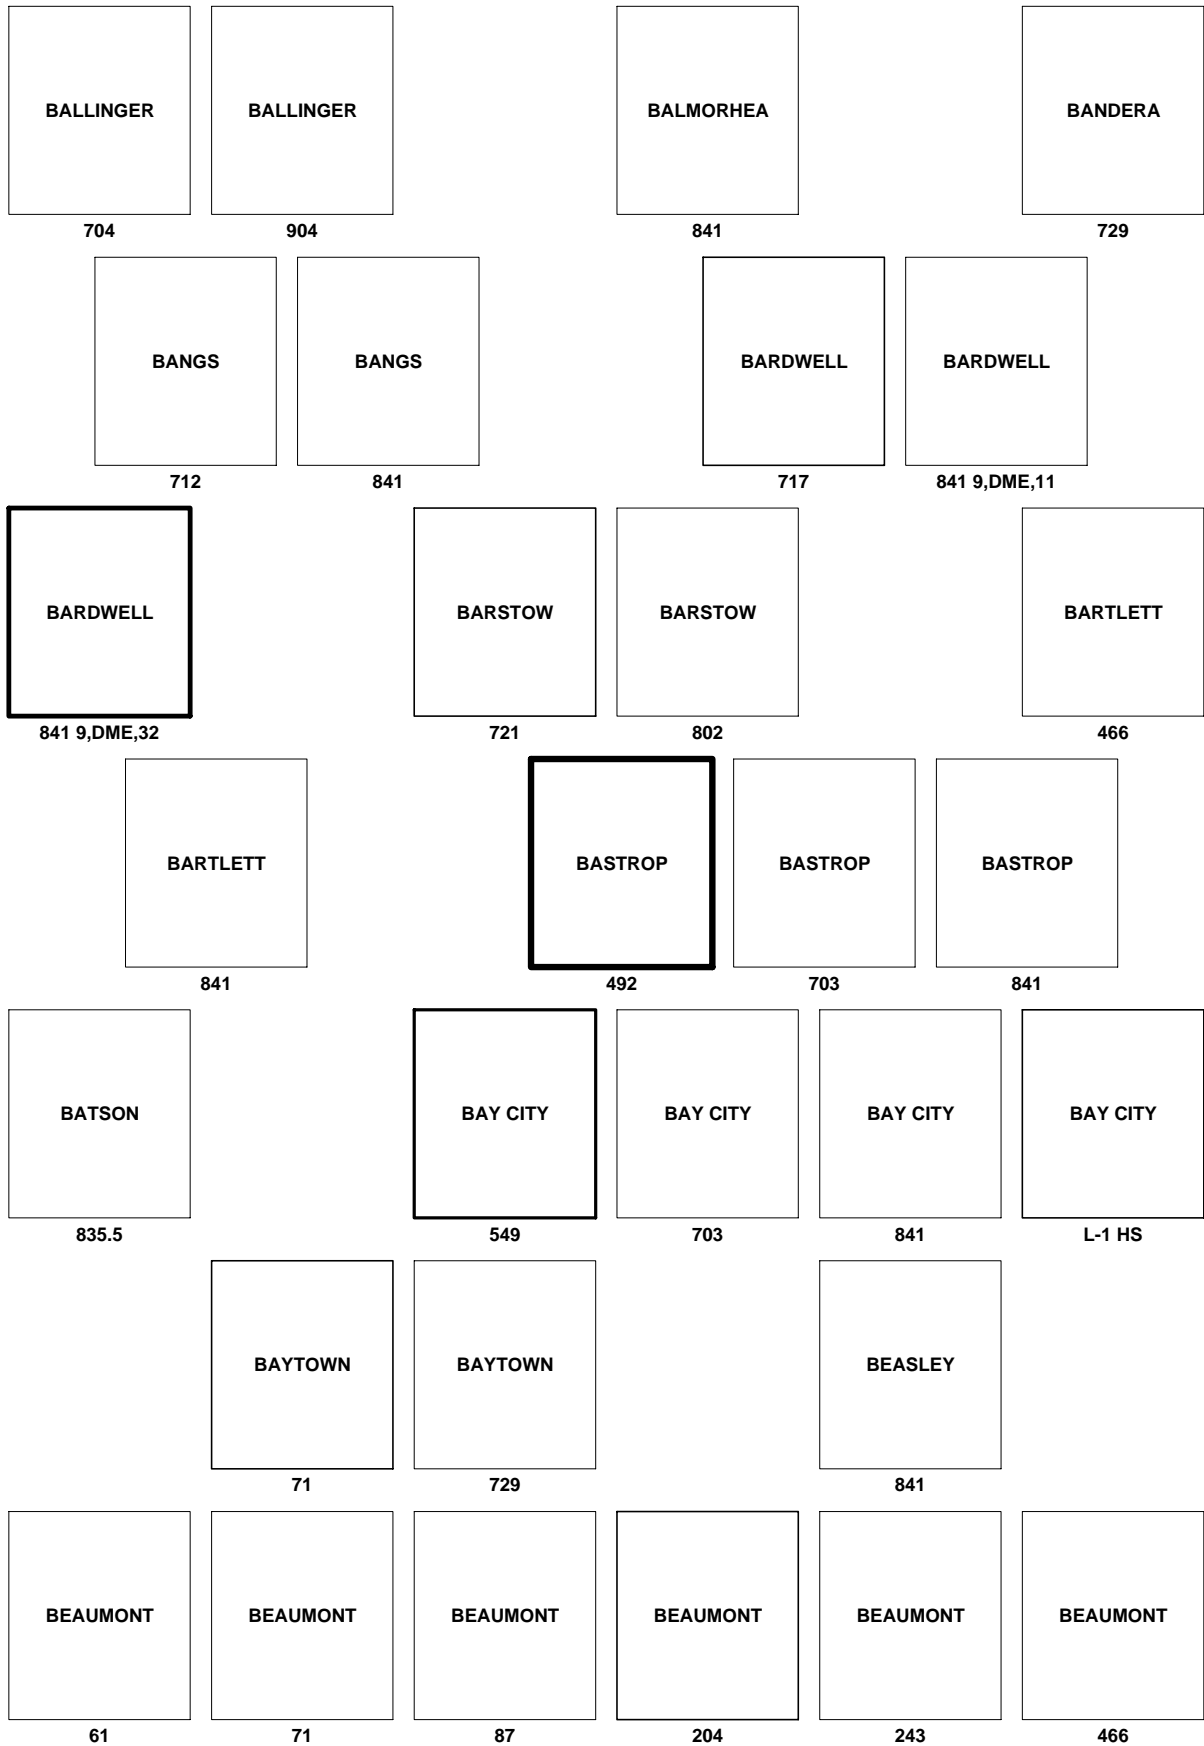 BALLINGER BALLINGER BALMORHEA BANDERA
704 904 841 729
BANGS BANGS BARDWELL BARDWELL
712 841 717 841 9,DME,11
BARDWELL BARSTOW BARSTOW BARTLETT
841 9,DME,32 721 802 466
BARTLETT BASTROP BASTROP BASTROP
841 492 703 841
BATSON BAY CITY BAY CITY BAY CITY BAY CITY
835.5 549 703 841 L-1 HS
BAYTOWN BAYTOWN BEASLEY
71 729 841
BEAUMONT BEAUMONT BEAUMONT BEAUMONT BEAUMONT BEAUMONT
61 71 87 204 243 466